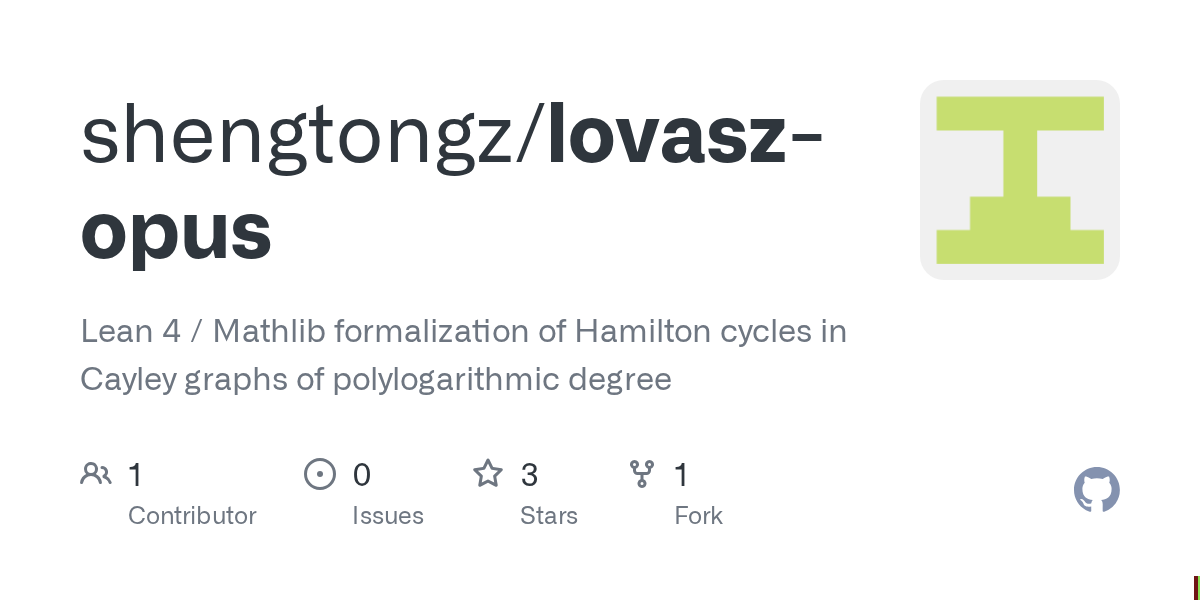 shengtongz/lovasz-
opus
Lean 4 / Mathlib formalization of Hamilton cycles in
Cayley graphs of polylogarithmic degree
1 0 3 1
Contributor Issues Stars Fork